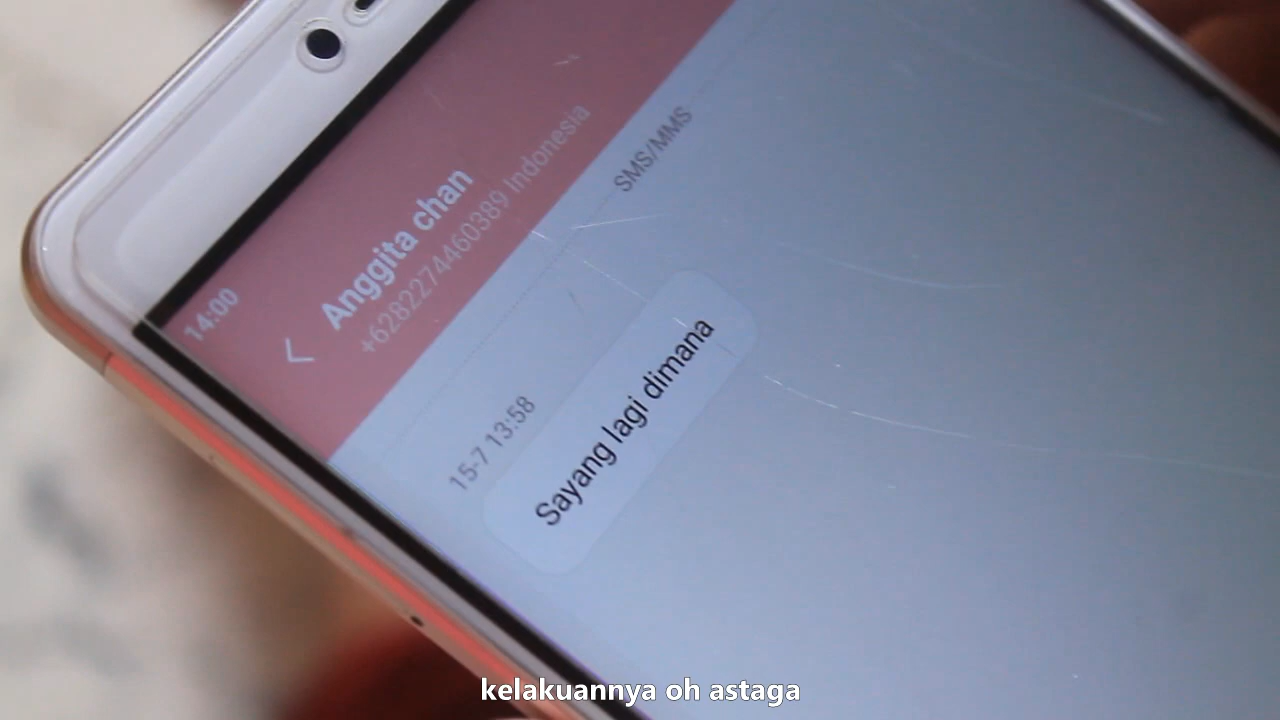 14:00
Anggita chan
+6282274460389 Indonesia
SMS/MMS
15-7 13:58
Sayang lagi dimana
kelakuannya oh astaga